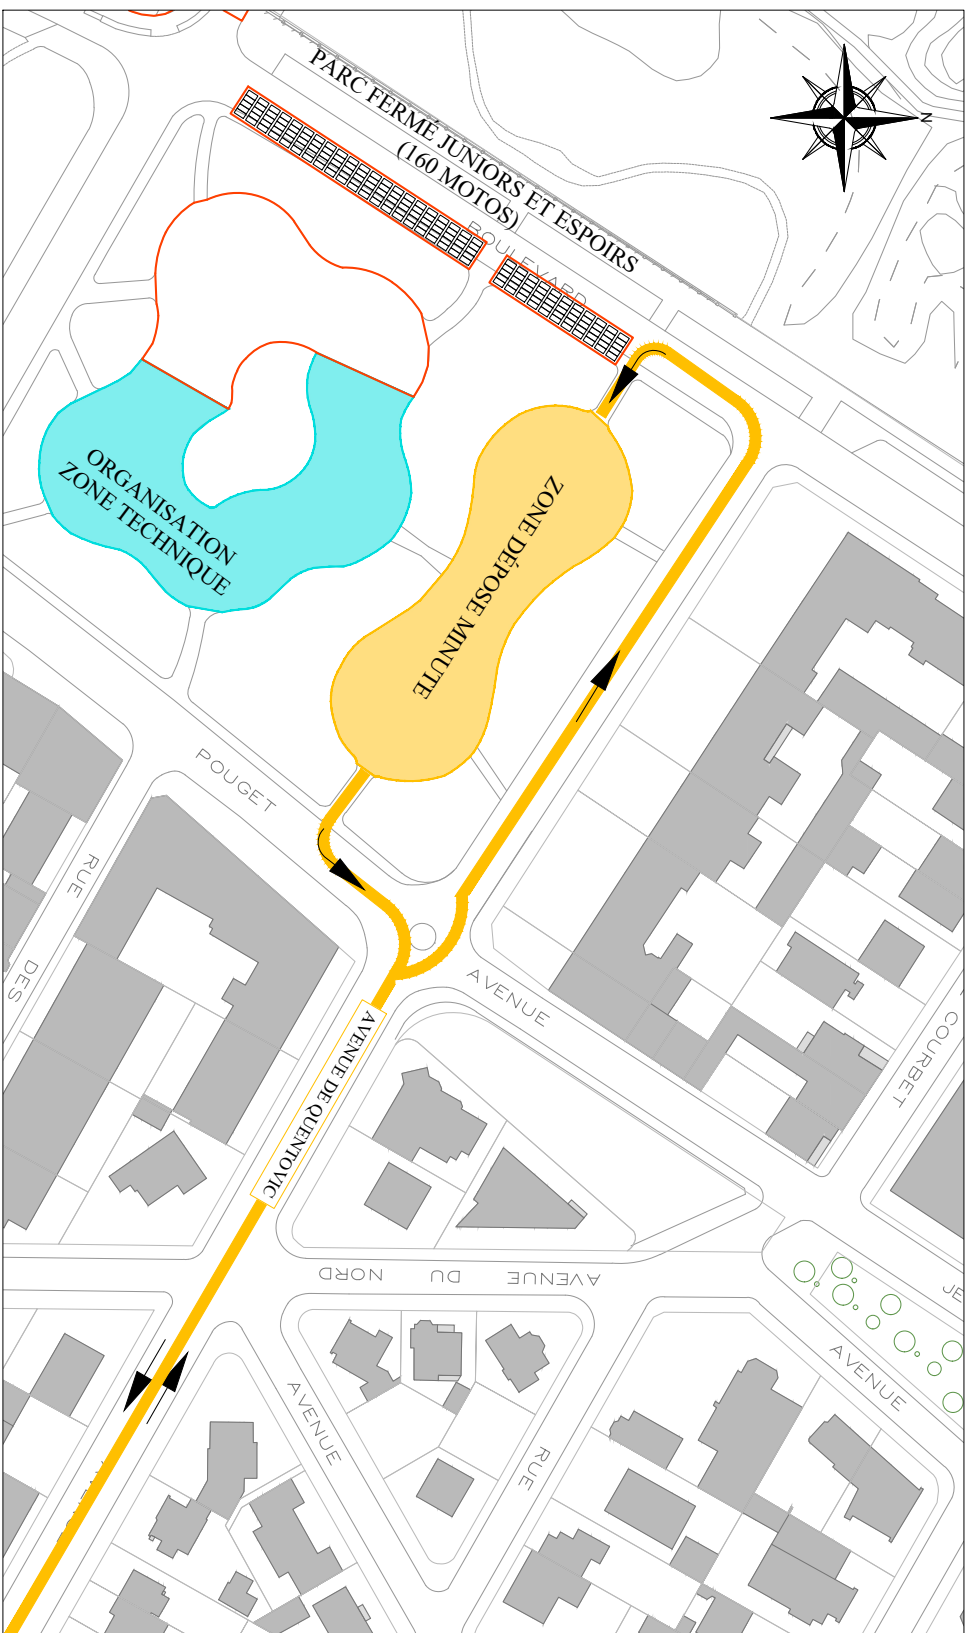 PARC FERMÉ JUNIORS ET ESPOIRS
(160 MOTOS)
N
BOULEVARD
ORGANISATION
ZONE TECHNIQUE
ZONE DÉPOSE MINUTE
POUGET
RUE
DES
AVENUE
COURBET
AVENUE DE QUENTOVIC
AVENUE DU NORD
JE
AVENUE
AVENUE
RUE